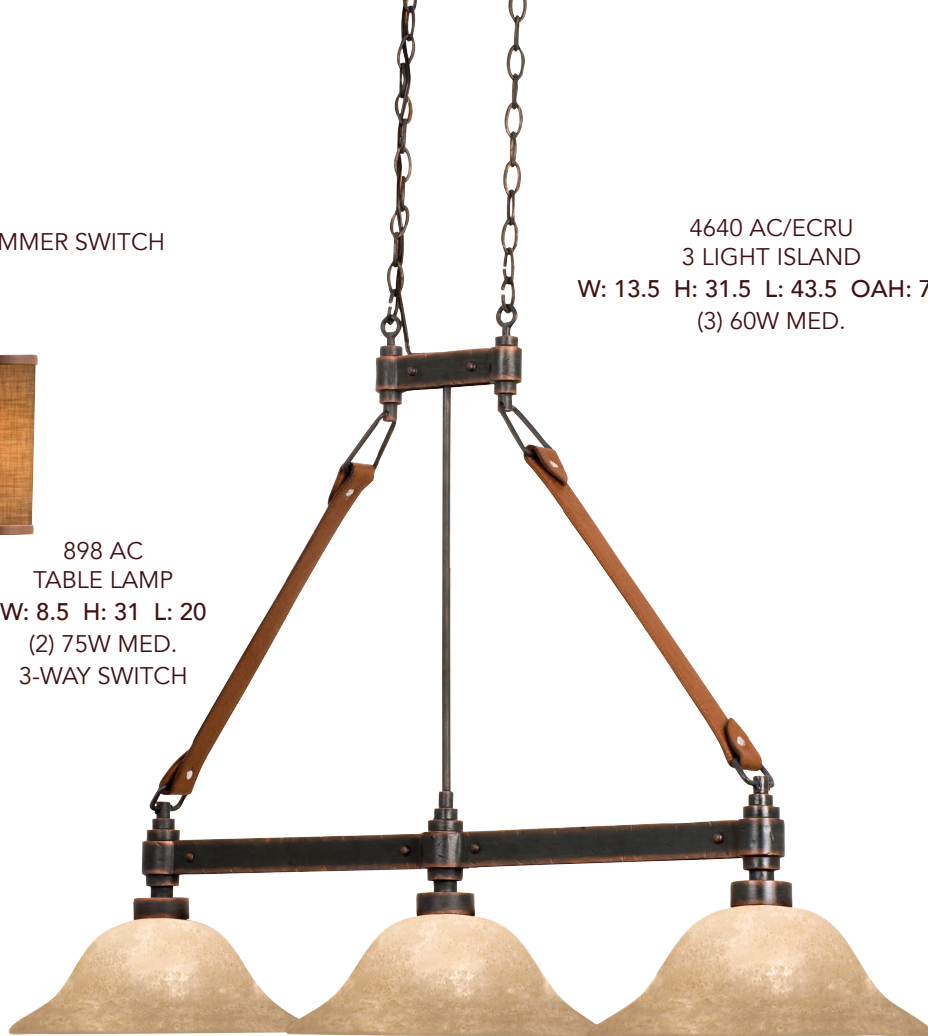 MMER SWITCH
4640 AC/ECRU
3 LIGHT ISLAND
W: 13.5 H: 31.5 L: 43.5 OAH: 7
(3) 60W MED.
898 AC
TABLE LAMP
W: 8.5 H: 31 L: 20
(2) 75W MED.
3-WAY SWITCH